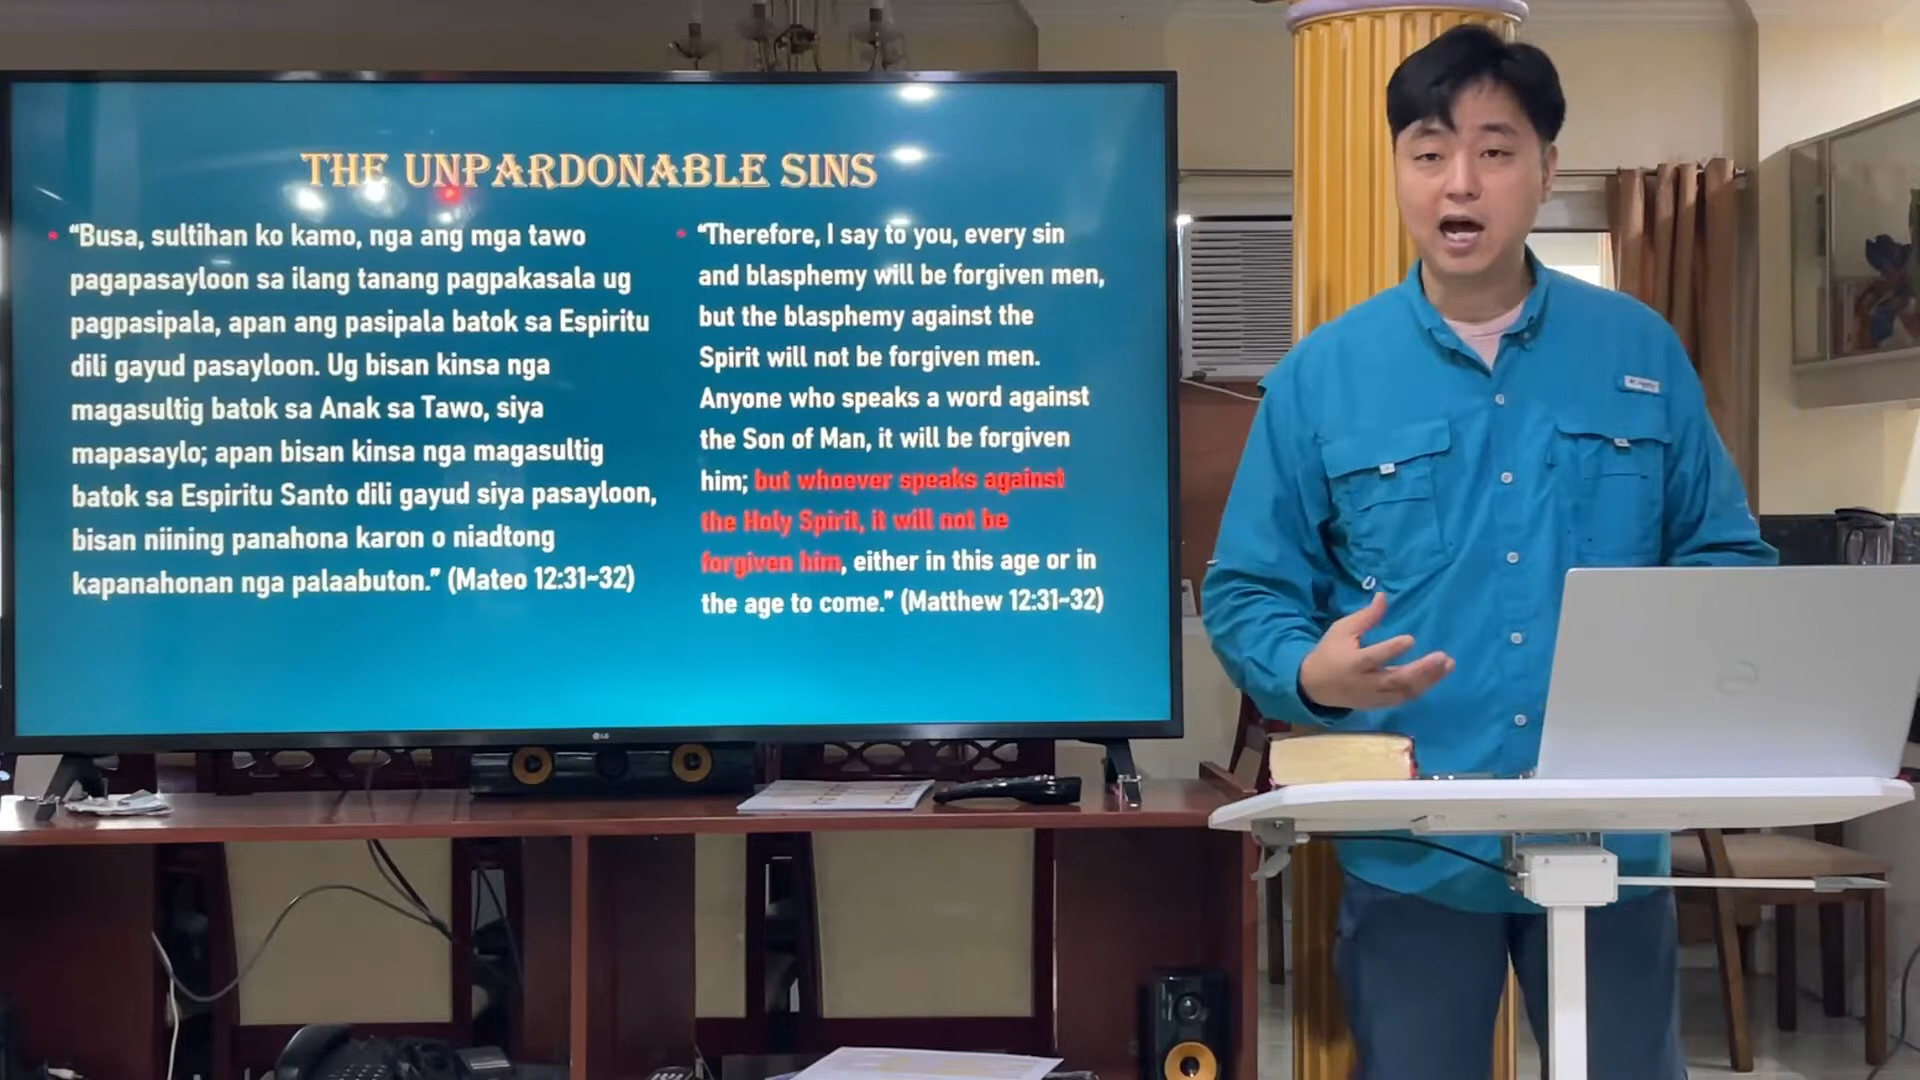 THE UNPARDONABLE SINS
“Busa, sultihan ko kamo, nga ang mga tawo
pagapasayloon sa ilang tanang pagpakasala ug
pagpasipala, apan ang pasipala batok sa Espiritu
dili gayud pasayloon. Ug bisan kinsa nga
magasultig batok sa Anak sa Tawo, siya
mapasaylo; apan bisan kinsa nga magasultig
batok sa Espiritu Santo dili gayud siya pasayloon,
bisan niining panahona karon o niadtong
kapanahonan nga palaabuton.” (Mateo 12:31-32)
“Therefore, I say to you, every sin
and blasphemy will be forgiven men,
but the blasphemy against the
Spirit will not be forgiven men.
Anyone who speaks a word against
the Son of Man, it will be forgiven
him; but whoever speaks against
the Holy Spirit, it will not be
forgiven him, either in this age or in
the age to come.” (Matthew 12:31-32)
LG